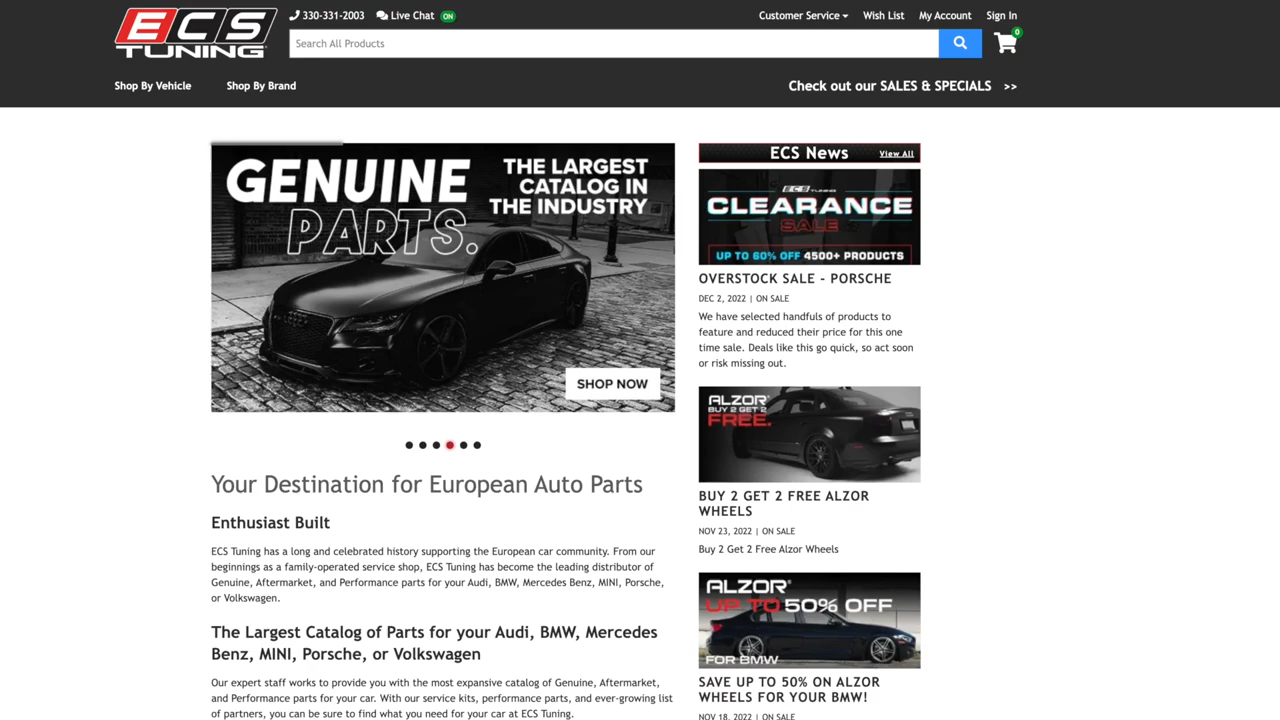 ECS
TUNING
330-331-2003
Live Chat
ON
Customer Service
Wish List
My Account
Sign In
Search All Products
0
Shop By Vehicle
Shop By Brand
Check out our SALES & SPECIALS >>
GENUINE
PARTS.
THE LARGEST
CATALOG IN
THE INDUSTRY
SHOP NOW
Your Destination for European Auto Parts
Enthusiast Built
ECS Tuning has a long and celebrated history supporting the European car community. From our
beginnings as a family-operated service shop, ECS Tuning has become the leading distributor of
Genuine, Aftermarket, and Performance parts for your Audi, BMW, Mercedes Benz, MINI, Porsche,
or Volkswagen.
The Largest Catalog of Parts for your Audi, BMW, Mercedes
Benz, MINI, Porsche, or Volkswagen
Our expert staff works to provide you with the most expansive catalog of Genuine, Aftermarket,
and Performance parts for your car. With our service kits, performance parts, and ever-growing list
of partners, you can be sure to find what you need for your car at ECS Tuning.
ECS News
View All
ECS TUNING
CLEARANCE
SALE
UP TO 60% OFF 4500+ PRODUCTS
OVERSTOCK SALE - PORSCHE
DEC 2, 2022 | ON SALE
We have selected handfuls of products to
feature and reduced their price for this one
time sale. Deals like this go quick, so act soon
or risk missing out.
ALZOR®
BUY 2 GET 2
FREE.
BUY 2 GET 2 FREE ALZOR
WHEELS
NOV 23, 2022 | ON SALE
Buy 2 Get 2 Free Alzor Wheels
ALZOR®
UP TO 50% OFF
FOR BMW
SAVE UP TO 50% ON ALZOR
WHEELS FOR YOUR BMW!
NOV 18, 2022 | ON SALE